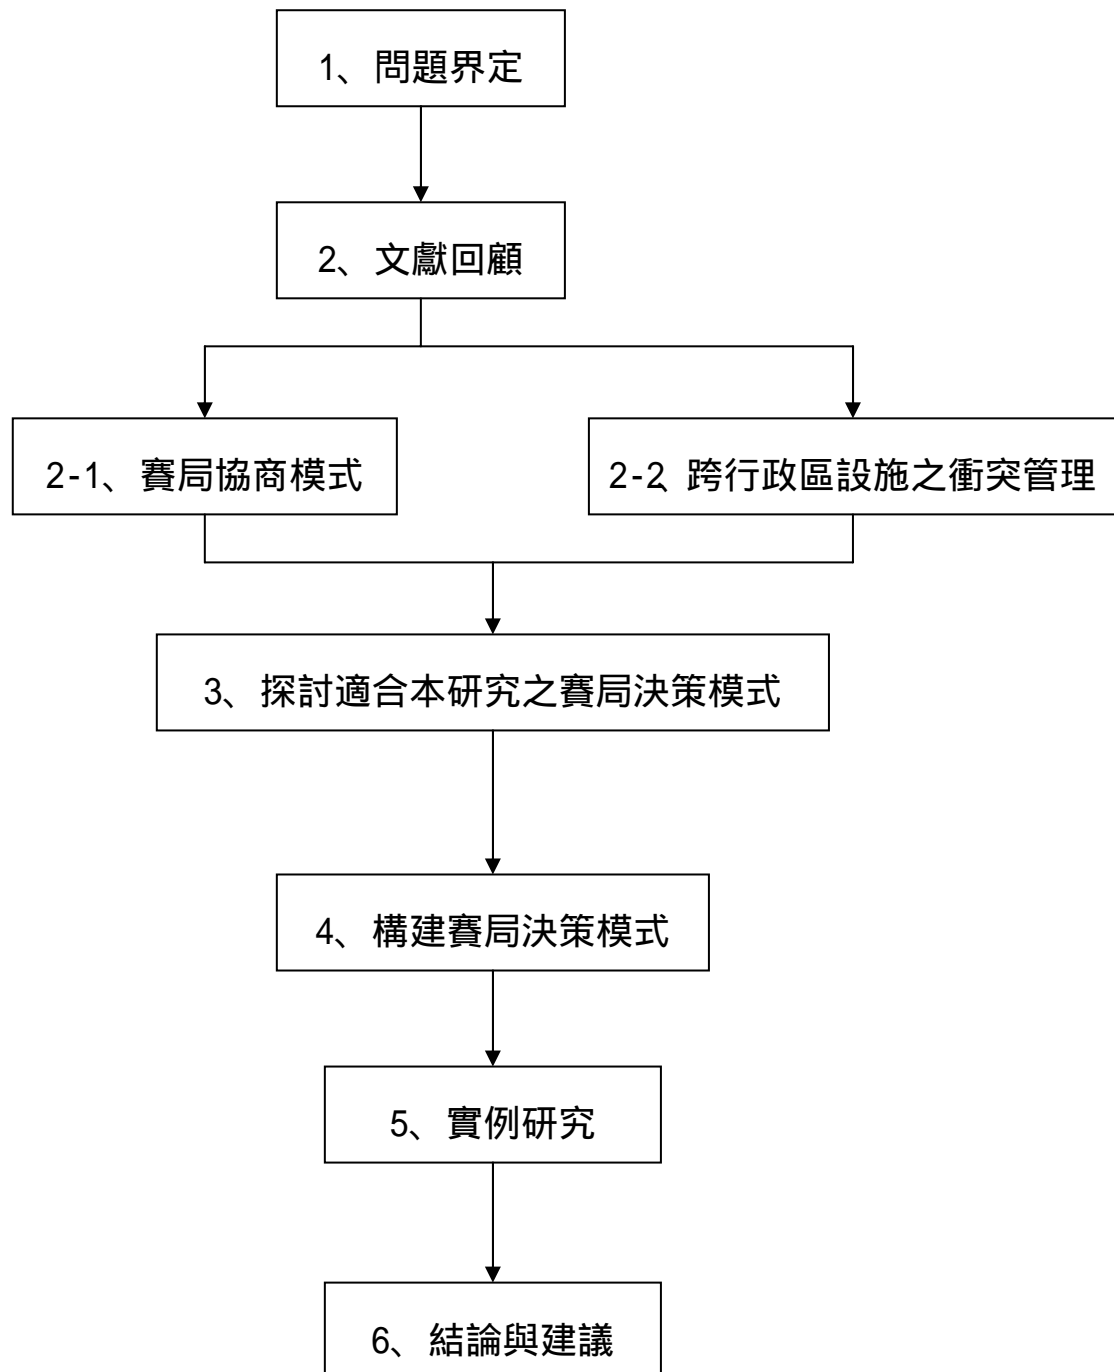 1、問題界定
2、文獻回顧
2-1、賽局協商模式
2-2、跨行政區設施之衝突管理
3、探討適合本研究之賽局決策模式
4、構建賽局決策模式
5、實例研究
6、結論與建議